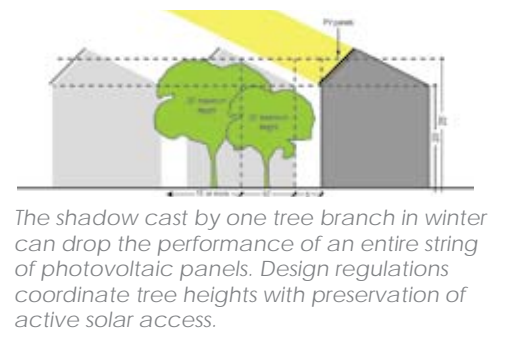 PV panels
The shadow cast by one tree branch in winter
can drop the performance of an entire string
of photovoltaic panels. Design regulations
coordinate tree heights with preservation of
active solar access.